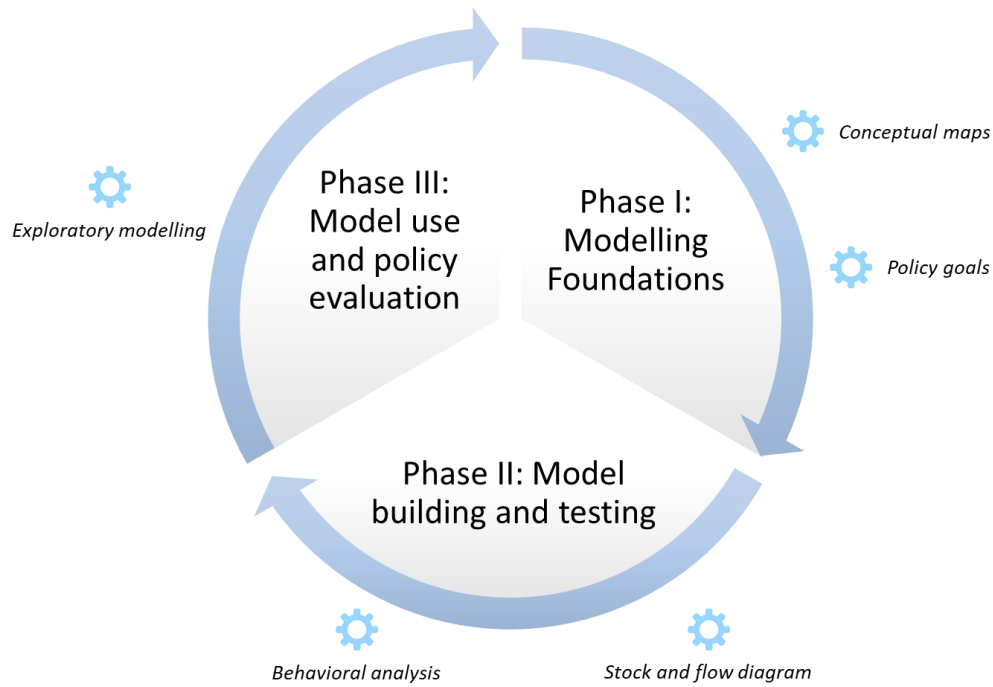 Phase I:
Modelling
Foundations
Conceptual maps
Policy goals
Phase II: Model
building and testing
Stock and flow diagram
Behavioral analysis
Phase III:
Model use
and policy
evaluation
Exploratory modelling